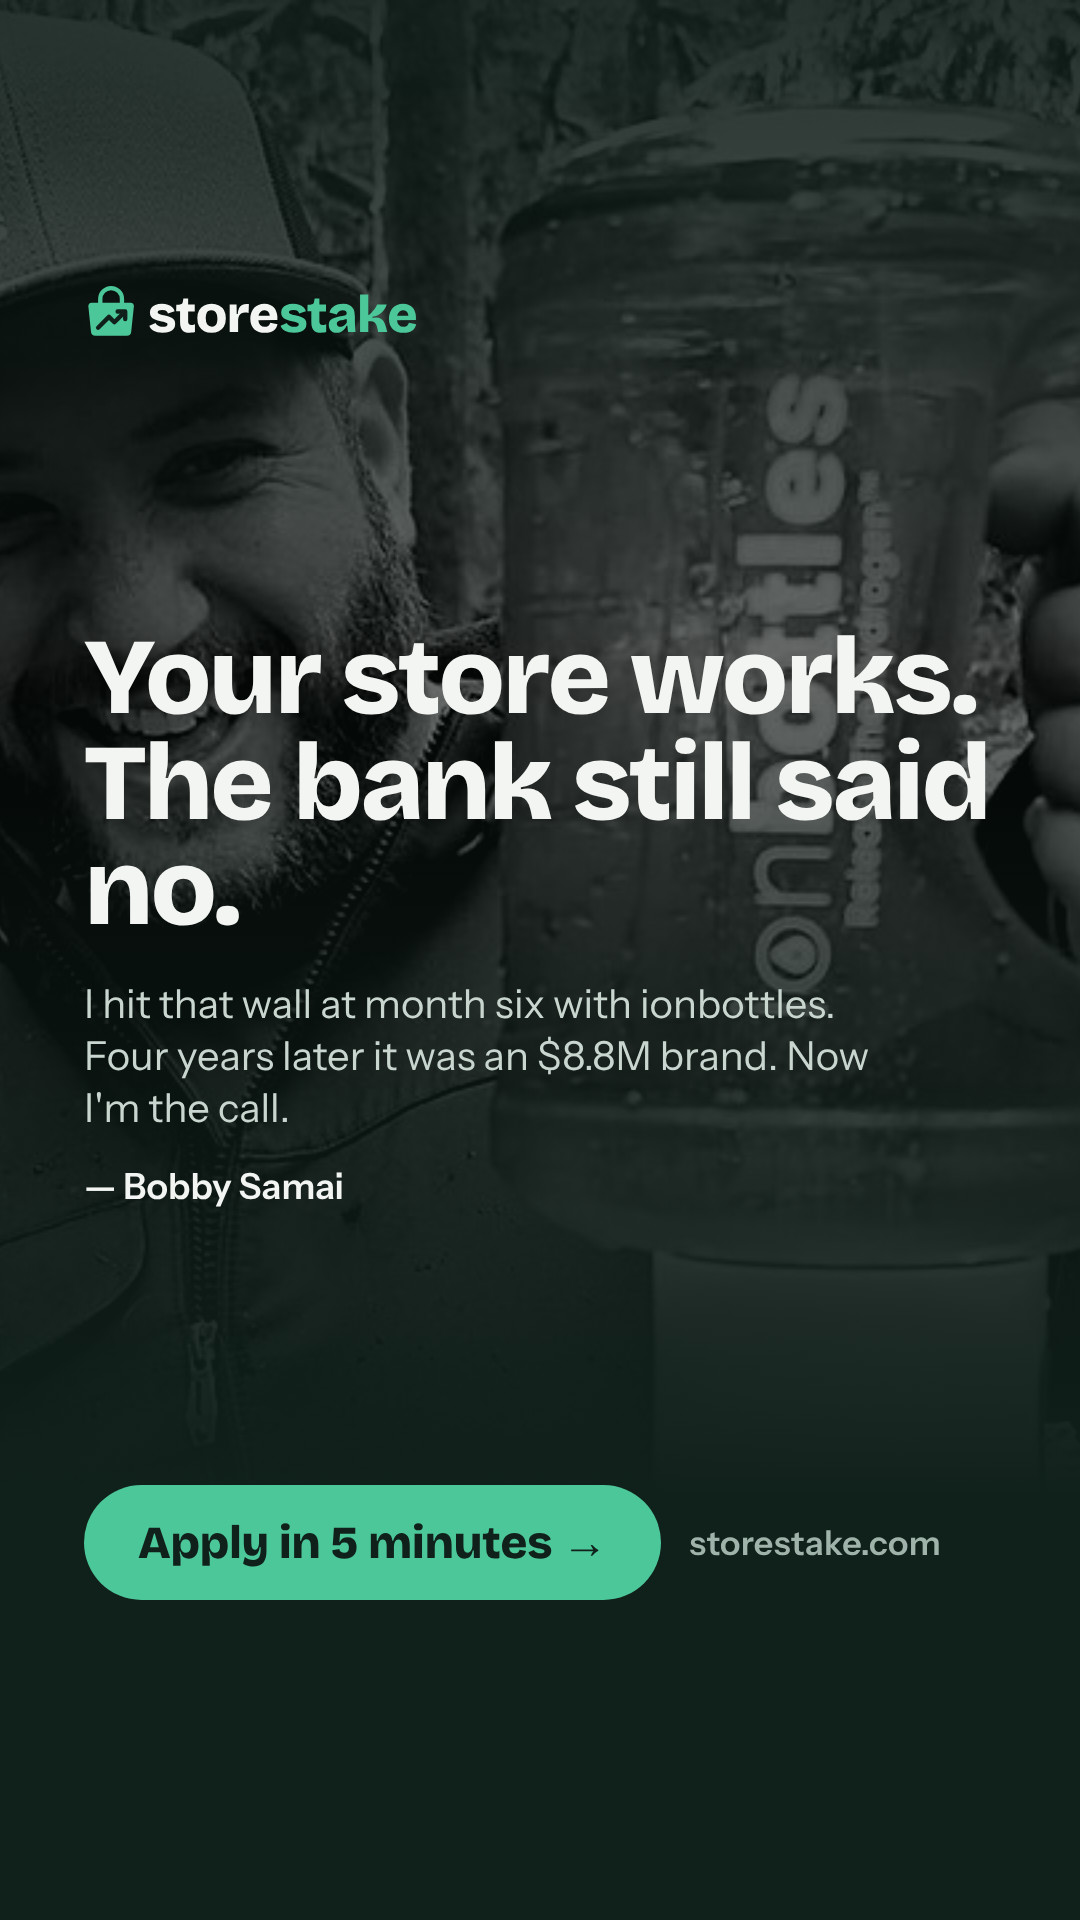 storestake
ionbottles
Your store works.
The bank still said
no.
I hit that wall at month six with ionbottles.
Four years later it was an $8.8M brand. Now
I'm the call.
— Bobby Samai
Apply in 5 minutes →
storestake.com